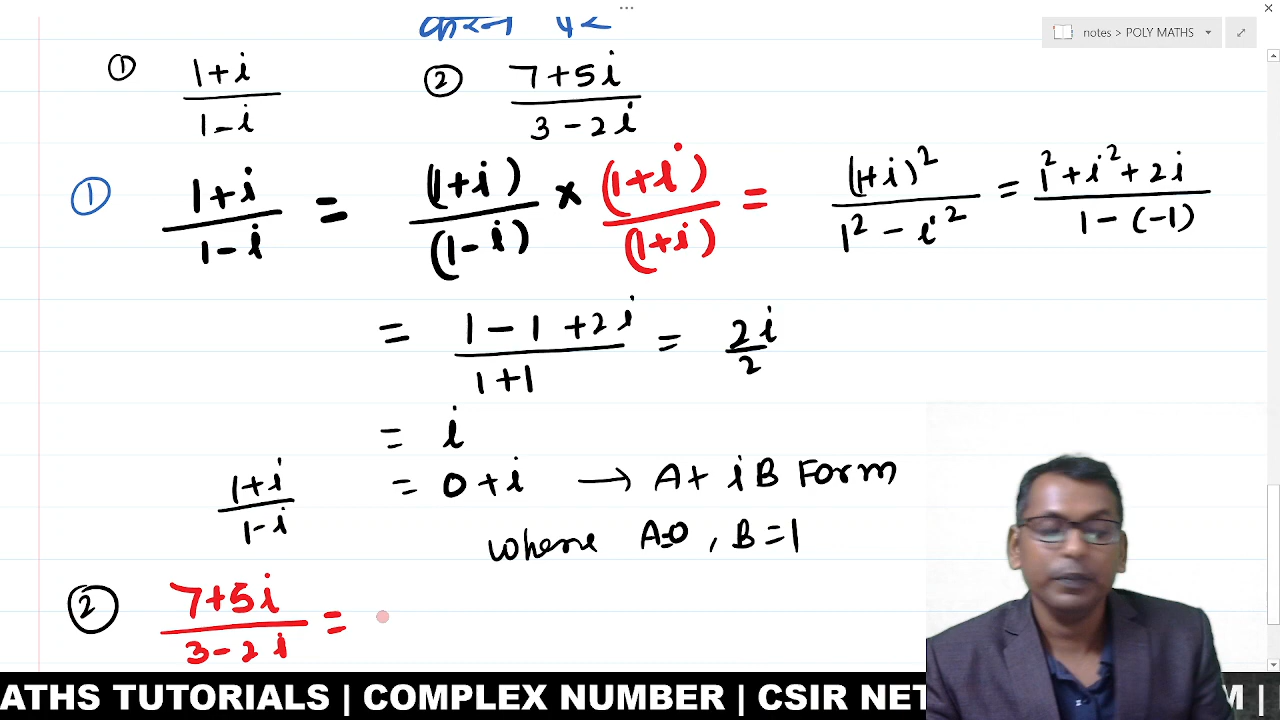 करने पर
notes > POLY MATHS
① (1+i)/(1-i) ② (7+5i)/(3-2i)
① (1+i)/(1-i) = (1+i)/(1-i) × (1+i)/(1+i) = (1+i)²/(1²-i²) = (1²+i²+2i)/(1-(-1))
= (1-1+2i)/(1+1) = 2i/2
= i
(1+i)/(1-i) = 0+i → A+iB Form
where A=0, B=1
② (7+5i)/(3-2i) =
ATHS TUTORIALS | COMPLEX NUMBER | CSIR NET M |